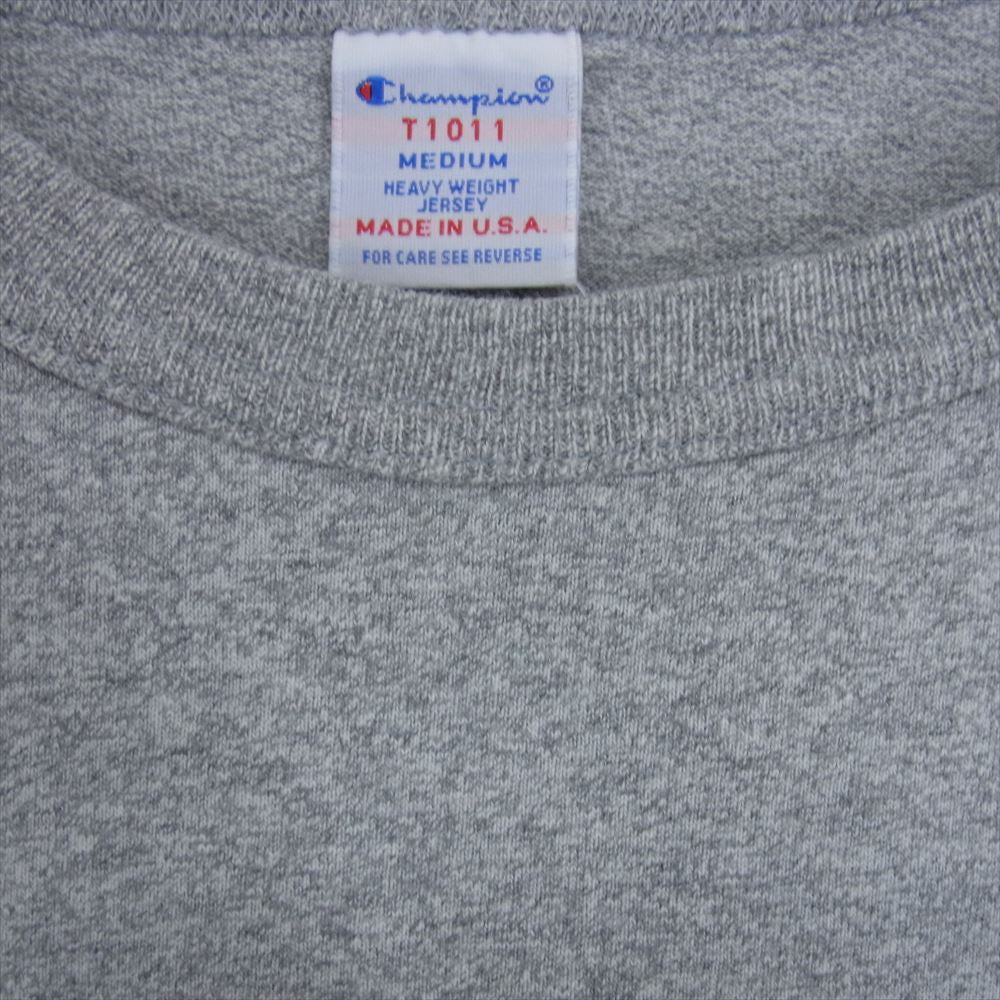 Champion®
T1011
MEDIUM
HEAVY WEIGHT
JERSEY
MADE IN U.S.A.
FOR CARE SEE REVERSE